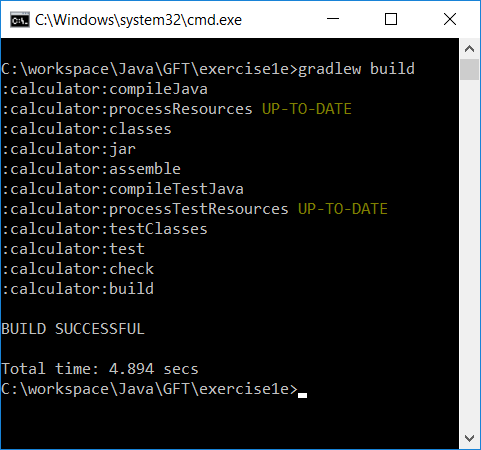 C:\Windows\system32\cmd.exe
C:\workspace\Java\GFT\exercise1e>gradlew build
:calculator:compileJava
:calculator:processResources UP-TO-DATE
:calculator:classes
:calculator:jar
:calculator:assemble
:calculator:compileTestJava
:calculator:processTestResources UP-TO-DATE
:calculator:testClasses
:calculator:test
:calculator:check
:calculator:build
BUILD SUCCESSFUL
Total time: 4.894 secs
C:\workspace\Java\GFT\exercise1e>